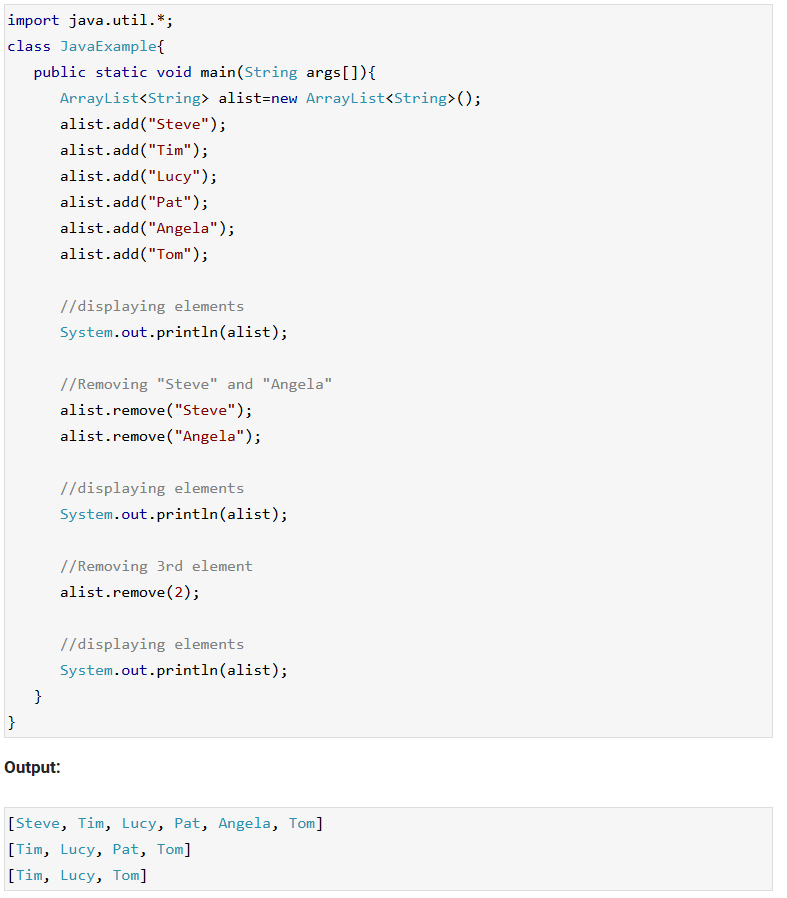 import java.util.*;
class JavaExample{
   public static void main(String args[]){
      ArrayList<String> alist=new ArrayList<String>();
      alist.add("Steve");
      alist.add("Tim");
      alist.add("Lucy");
      alist.add("Pat");
      alist.add("Angela");
      alist.add("Tom");

      //displaying elements
      System.out.println(alist);

      //Removing "Steve" and "Angela"
      alist.remove("Steve");
      alist.remove("Angela");

      //displaying elements
      System.out.println(alist);

      //Removing 3rd element
      alist.remove(2);

      //displaying elements
      System.out.println(alist);
   }
}
Output:
[Steve, Tim, Lucy, Pat, Angela, Tom]
[Tim, Lucy, Pat, Tom]
[Tim, Lucy, Tom]